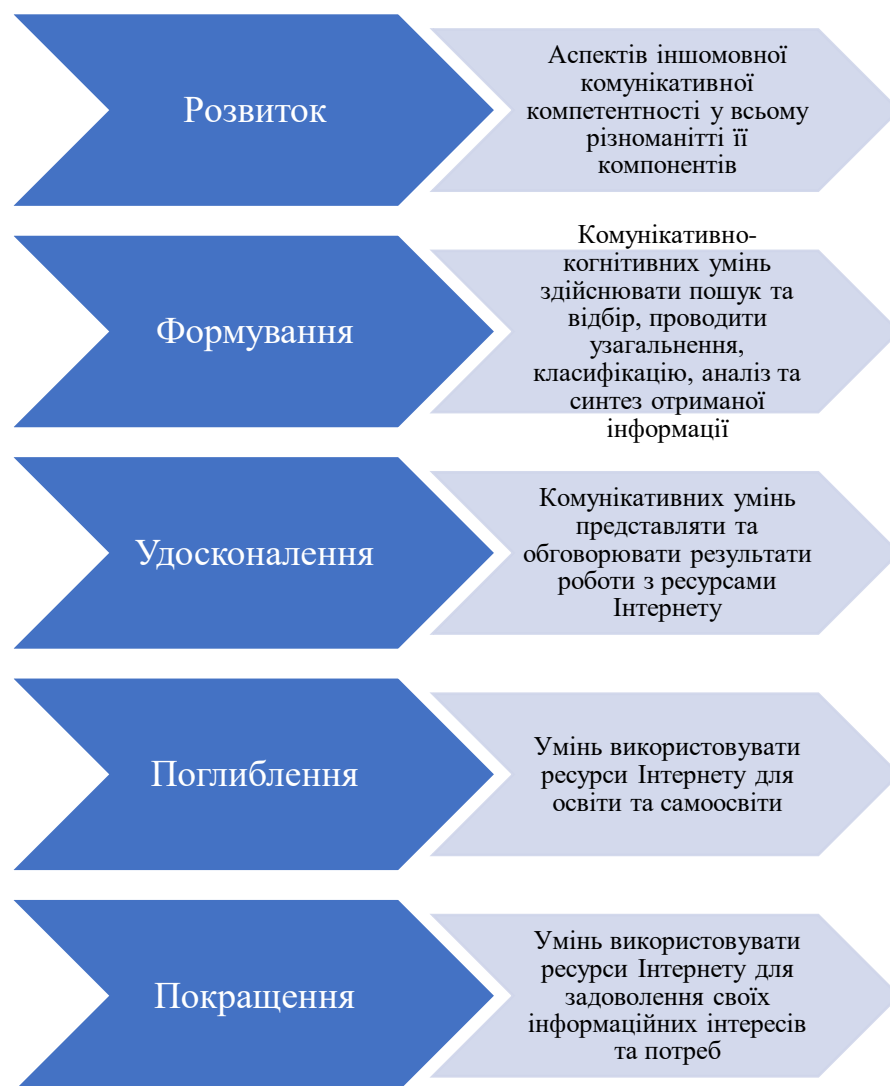 Розвиток
Аспектів іншомовної
комунікативної
компетентності у всьому
різноманітті її
компонентів
Формування
Комунікативно-
когнітивних умінь
здійснювати пошук та
відбір, проводити
узагальнення,
класифікацію, аналіз та
синтез отриманої
інформації
Удосконалення
Комунікативних умінь
представляти та
обговорювати результати
роботи з ресурсами
Інтернету
Поглиблення
Умінь використовувати
ресурси Інтернету для
освіти та самоосвіти
Покращення
Умінь використовувати
ресурси Інтернету для
задоволення своїх
інформаційних інтересів
та потреб